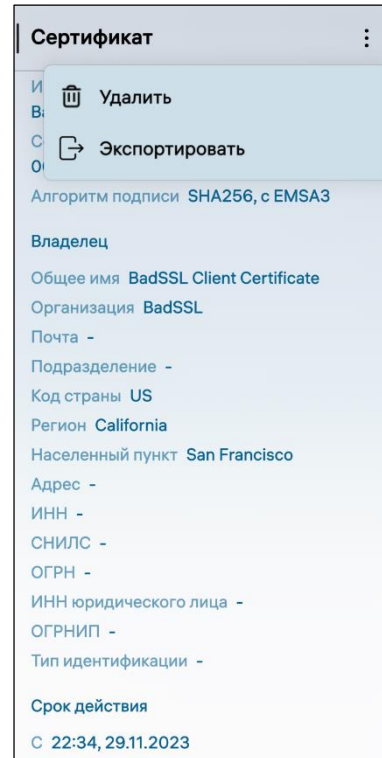 Сертификат
Удалить
Экспортировать
Алгоритм подписи SHA256, с EMSA3
Владелец
Общее имя BadSSL Client Certificate
Организация BadSSL
Почта -
Подразделение -
Код страны US
Регион California
Населенный пункт San Francisco
Адрес -
ИНН -
СНИЛС -
ОГРН -
ИНН юридического лица -
ОГРНИП -
Тип идентификации -
Срок действия
С 22:34, 29.11.2023